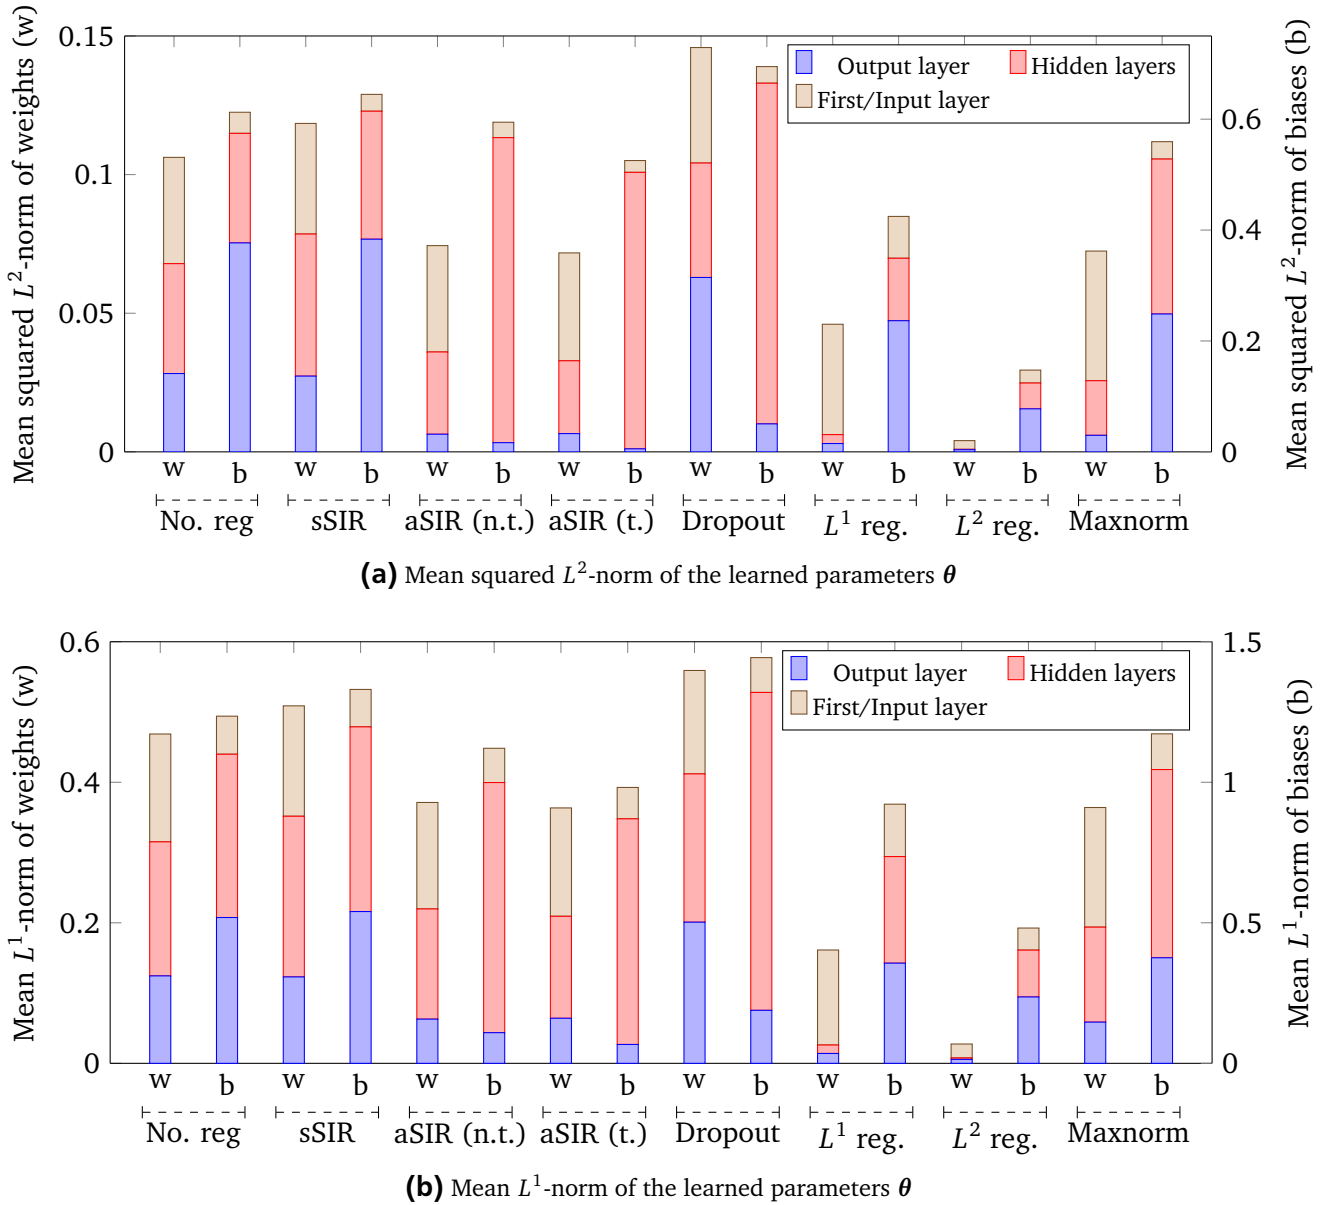 Mean squared L²-norm of weights (w)
0.15
0.1
0.05
0
Output layer Hidden layers
First/Input layer
0.6
0.4
0.2
0
Mean squared L²-norm of biases (b)
w b w b w b w b w b w b w b w b
No. reg sSIR aSIR (n.t.) aSIR (t.) Dropout L¹ reg. L² reg. Maxnorm
(a) Mean squared L²-norm of the learned parameters θ
Mean L¹-norm of weights (w)
0.6
0.4
0.2
0
Output layer Hidden layers
First/Input layer
1.5
1
0.5
0
Mean L¹-norm of biases (b)
w b w b w b w b w b w b w b w b
No. reg sSIR aSIR (n.t.) aSIR (t.) Dropout L¹ reg. L² reg. Maxnorm
(b) Mean L¹-norm of the learned parameters θ